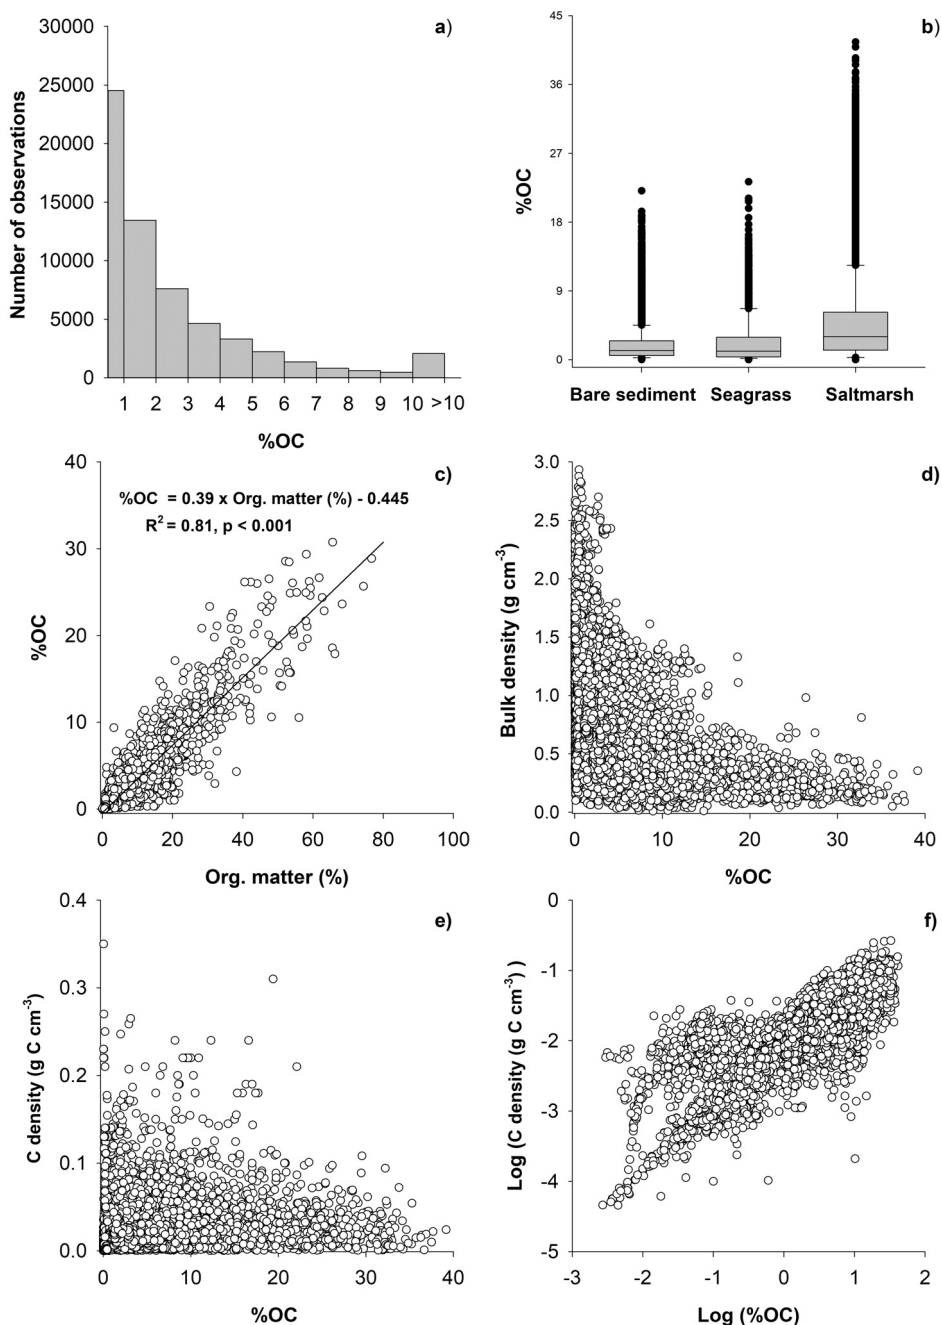 a)
30000
25000
20000
15000
10000
5000
0
Number of observations
1 2 3 4 5 6 7 8 9 10 >10
%OC
b)
45
36
27
18
9
0
%OC
Bare sediment Seagrass Saltmarsh
c)
%OC = 0.39 x Org. matter (%) - 0.445
R² = 0.81, p < 0.001
40
30
20
10
0
%OC
0 20 40 60 80 100
Org. matter (%)
d)
3.0
2.5
2.0
1.5
1.0
0.5
0.0
Bulk density (g cm⁻³)
0 10 20 30 40
%OC
e)
0.4
0.3
0.2
0.1
0.0
C density (g C cm⁻³)
0 10 20 30 40
%OC
f)
0
-1
-2
-3
-4
-5
Log (C density (g C cm⁻³) )
-3 -2 -1 0 1 2
Log (%OC)